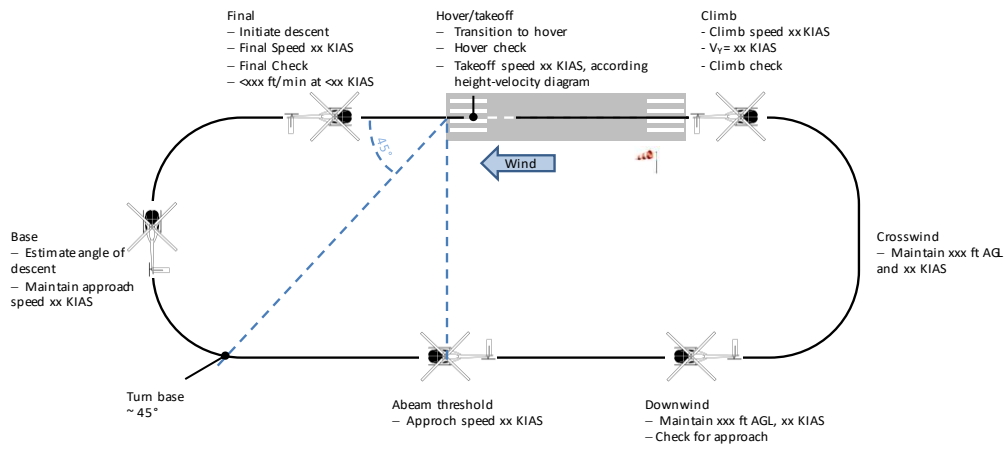 Final
– Initiate descent
– Final Speed xx KIAS
– Final Check
– <xxx ft/min at <xx KIAS
Hover/takeoff
– Transition to hover
– Hover check
– Takeoff speed xx KIAS, according
height-velocity diagram
Climb
- Climb speed xx KIAS
- VY = xx KIAS
- Climb check
45°
Wind
Base
– Estimate angle of
descent
– Maintain approach
speed xx KIAS
Crosswind
– Maintain xxx ft AGL
and xx KIAS
Turn base
~ 45°
Abeam threshold
– Approch speed xx KIAS
Downwind
– Maintain xxx ft AGL, xx KIAS
– Check for approach